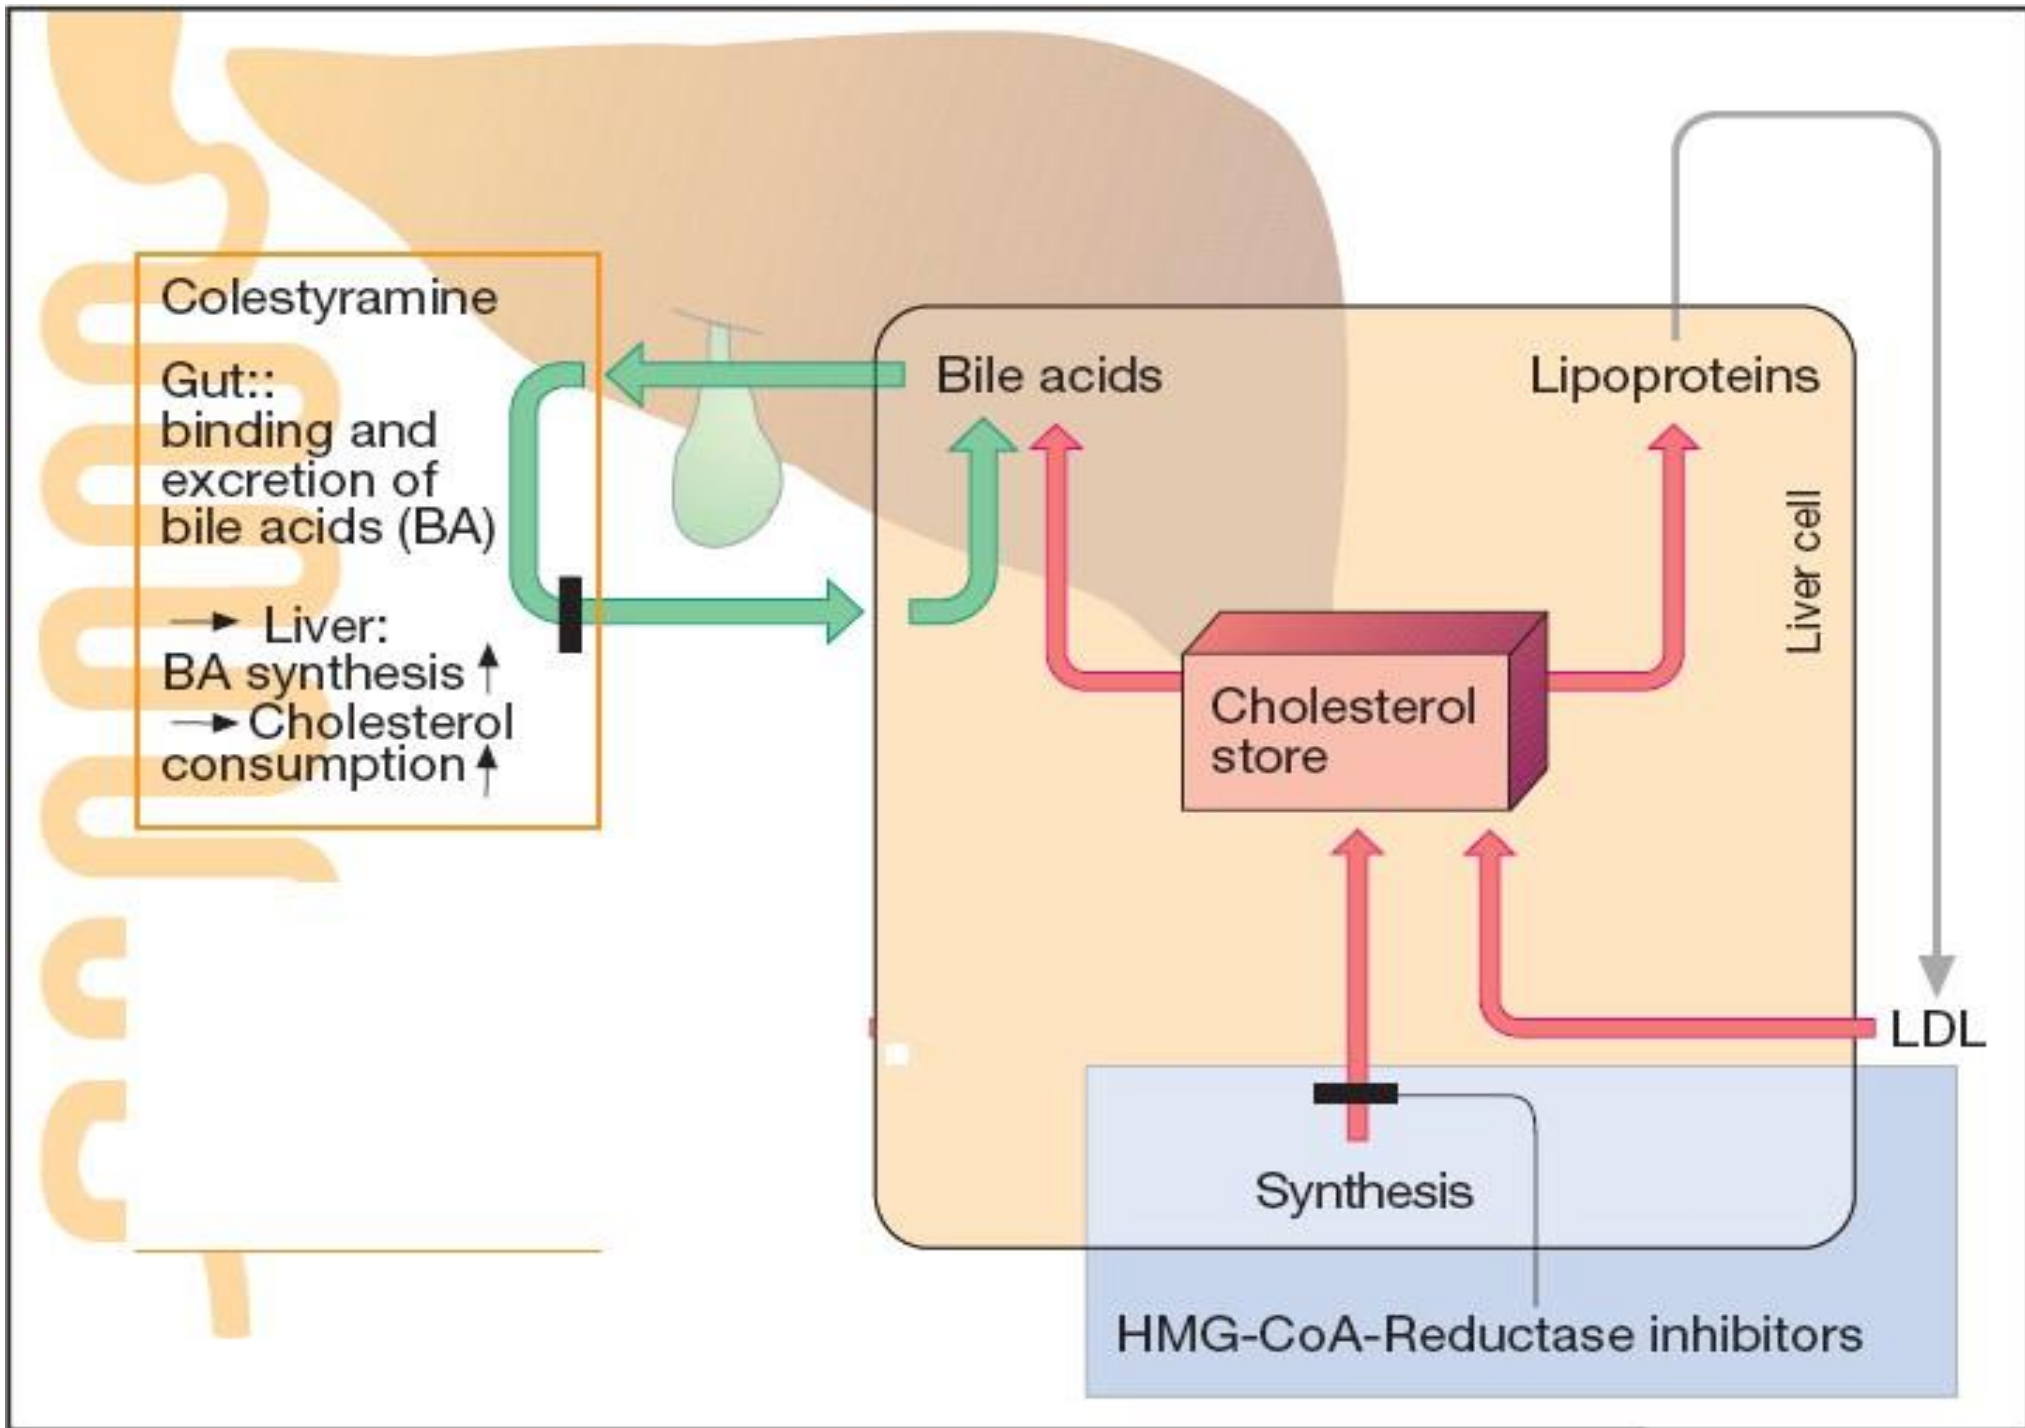 Colestyramine
Gut::
binding and
excretion of
bile acids (BA)
→ Liver:
BA synthesis ↑
→ Cholesterol
consumption ↑
Bile acids
Lipoproteins
Liver cell
Cholesterol
store
LDL
Synthesis
HMG-CoA-Reductase inhibitors